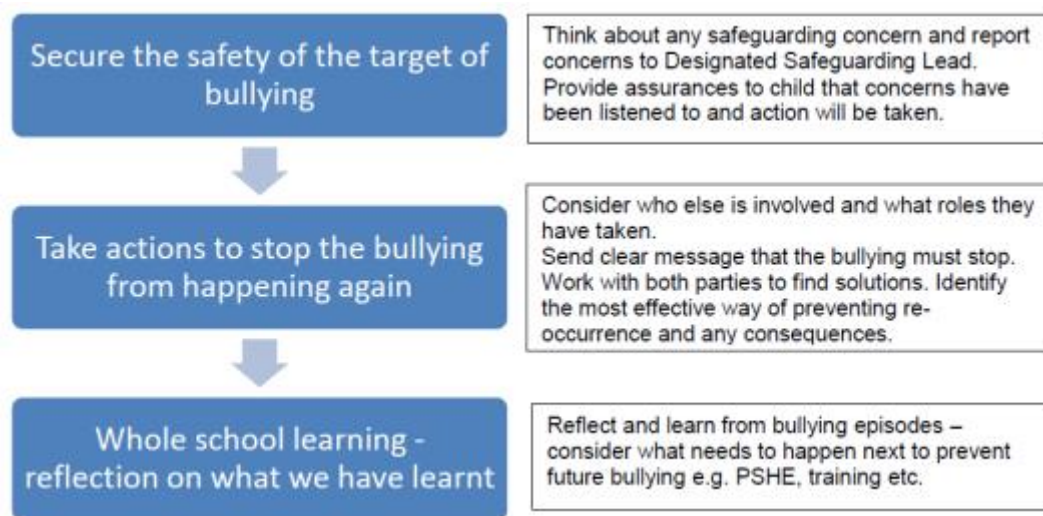 Secure the safety of the target of
bullying
Think about any safeguarding concern and report
concerns to Designated Safeguarding Lead.
Provide assurances to child that concerns have
been listened to and action will be taken.
Take actions to stop the bullying
from happening again
Consider who else is involved and what roles they
have taken.
Send clear message that the bullying must stop.
Work with both parties to find solutions. Identify
the most effective way of preventing re-
occurrence and any consequences.
Whole school learning -
reflection on what we have learnt
Reflect and learn from bullying episodes –
consider what needs to happen next to prevent
future bullying e.g. PSHE, training etc.